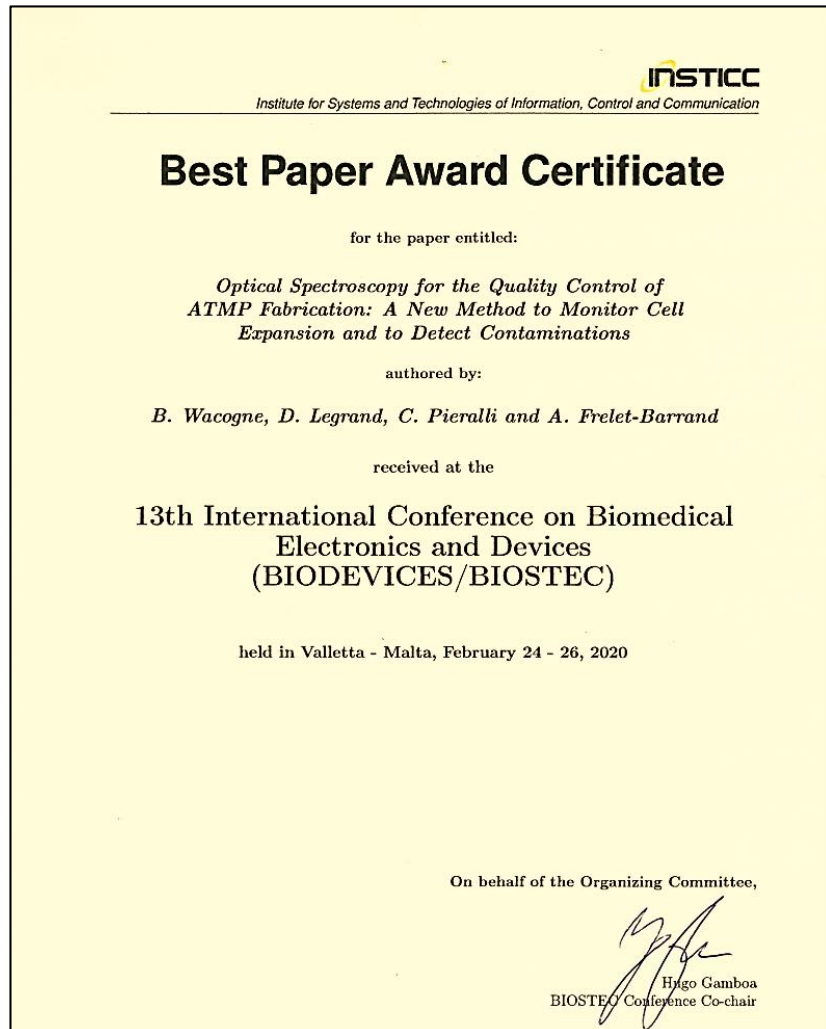 INSTICC
Institute for Systems and Technologies of Information, Control and Communication
Best Paper Award Certificate
for the paper entitled:
Optical Spectroscopy for the Quality Control of
ATMP Fabrication: A New Method to Monitor Cell
Expansion and to Detect Contaminations
authored by:
B. Wacogne, D. Legrand, C. Pieralli and A. Frelet-Barrand
received at the
13th International Conference on Biomedical
Electronics and Devices
(BIODEVICES/BIOSTEC)
held in Valletta - Malta, February 24 - 26, 2020
On behalf of the Organizing Committee,
Hugo Gamboa
BIOSTEC Conference Co-chair